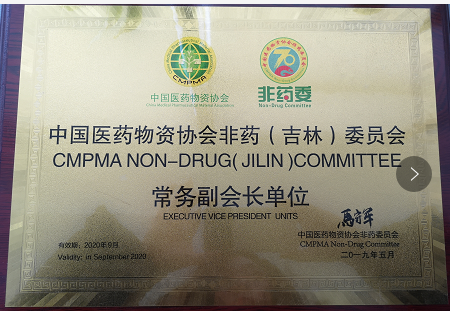 CMPMA
中国医药物资协会
China Medical Pharmaceutical Material Association
非药委
Non-Drug Committee
中国医药物资协会非药（吉林）委员会
CMPMA NON-DRUG( JILIN )COMMITTEE
常务副会长单位
EXECUTIVE VICE PRESIDENT UNITS
有效期：2020年9月
Validity: in September 2020
中国医药物资协会非药委员会
CMPMA Non-Drug Committee
二〇一九年五月